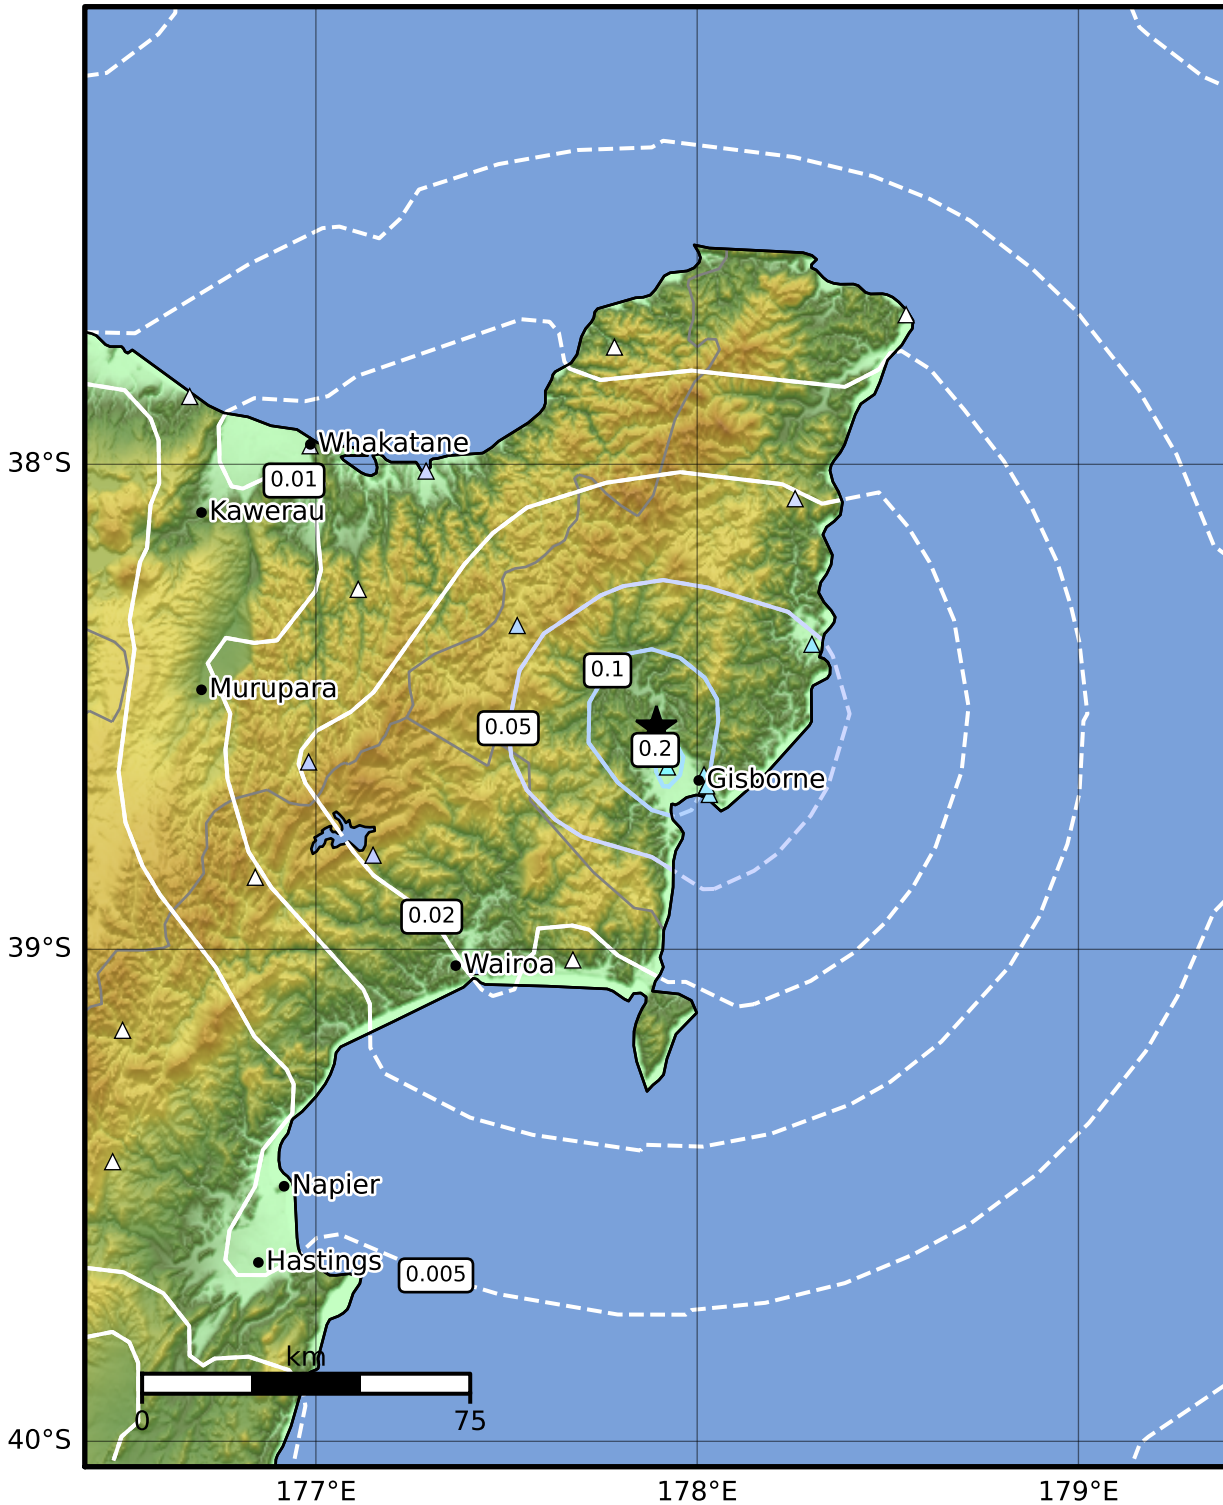 Whakatane
38°S
0.01
Kawerau
0.1
Murupara
0.05
0.2
Gisborne
0.02
39°S
Wairoa
Napier
Hastings
0.005
km
0
75
40°S
177°E
178°E
179°E